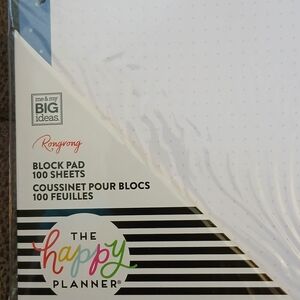 me & my
BIG
ideas.
Rongrong
BLOCK PAD
100 SHEETS
COUSSINET POUR BLOCS
100 FEUILLES
THE
happy
PLANNER®